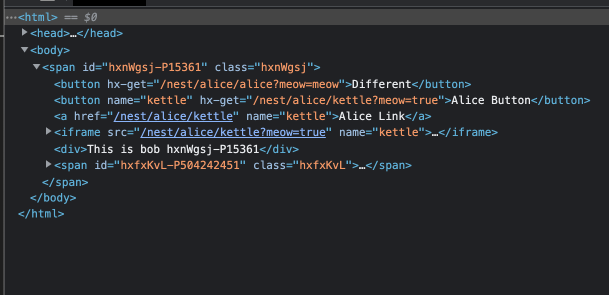 ···<html> == $0
▶<head>…</head>
▼<body>
▼<span id="hxnWgsj-P15361" class="hxnWgsj">
<button hx-get="/nest/alice/alice?meow=meow">Different</button>
<button name="kettle" hx-get="/nest/alice/kettle?meow=true">Alice Button</button>
<a href="/nest/alice/kettle" name="kettle">Alice Link</a>
▶<iframe src="/nest/alice/kettle?meow=true" name="kettle">…</iframe>
<div>This is bob hxnWgsj-P15361</div>
▶<span id="hxfxKvL-P504242451" class="hxfxKvL">…</span>
</span>
</body>
</html>